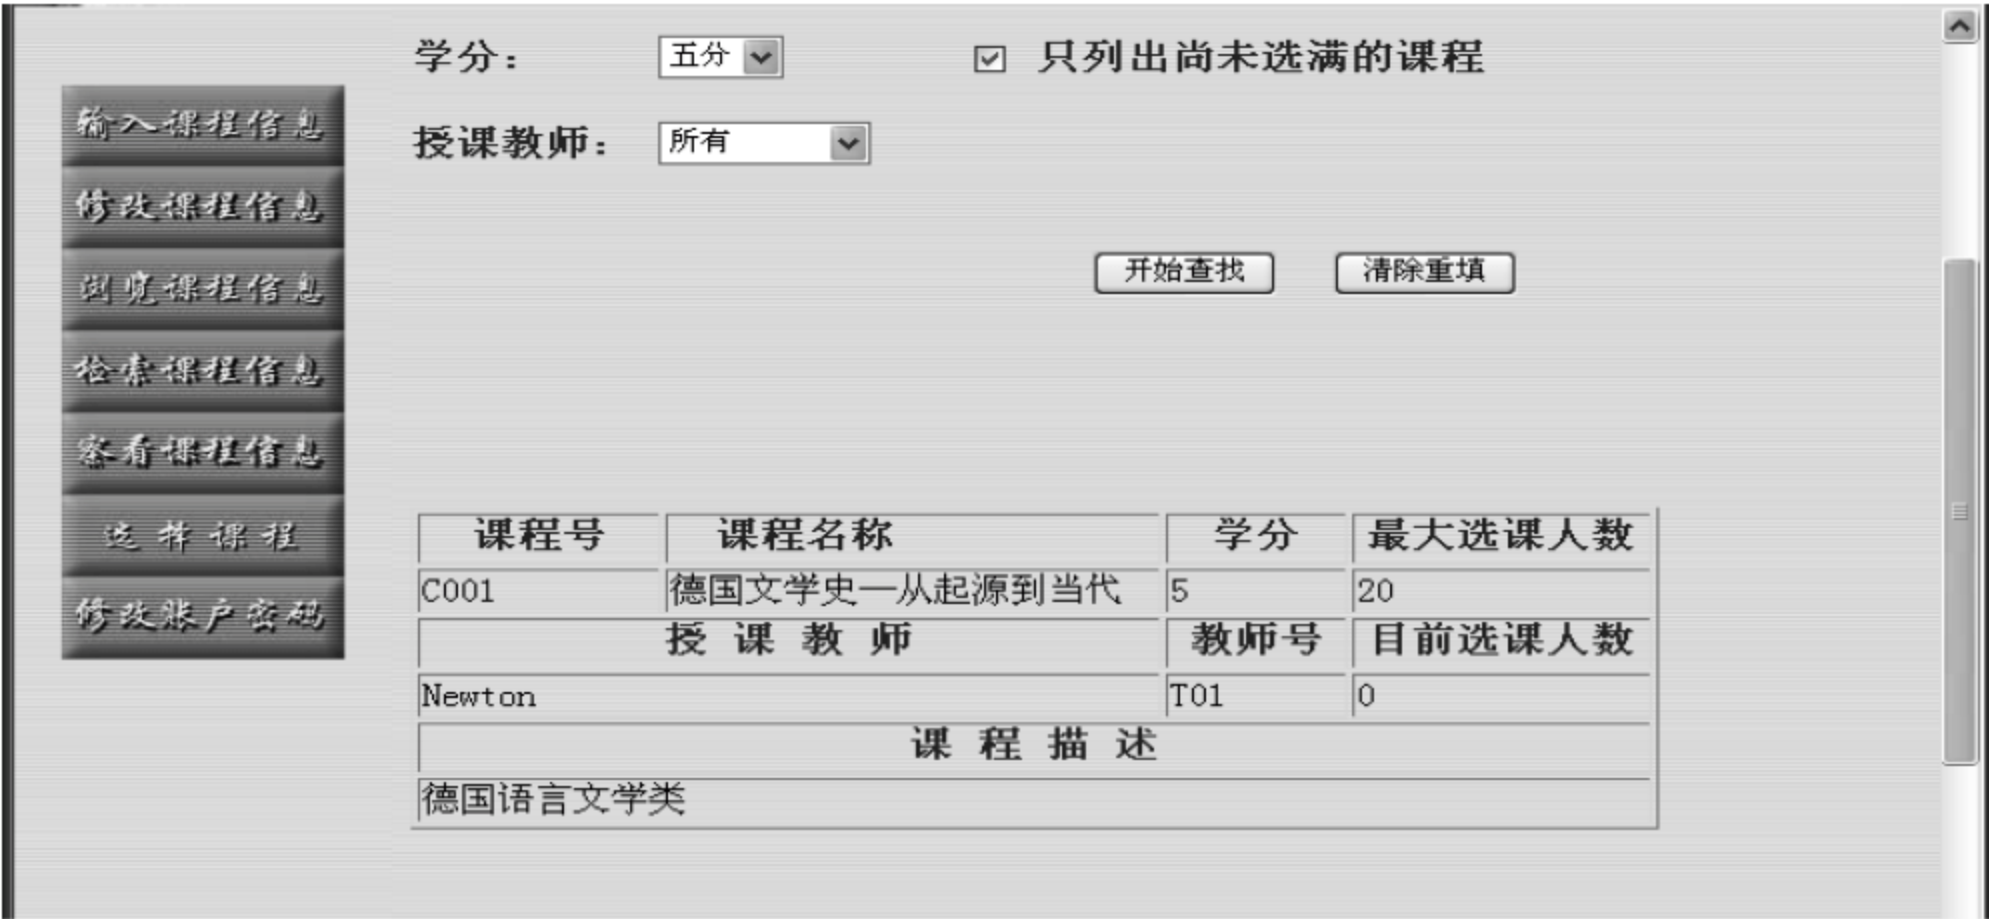 学分： 五分 只列出尚未选满的课程
授课教师： 所有
开始查找 清除重填
输入课程信息
修改课程信息
浏览课程信息
检索课程信息
察看课程信息
选择课程
修改账户密码
课程号 课程名称 学分 最大选课人数
C001 德国文学史—从起源到当代 5 20
授 课 教 师 教师号 目前选课人数
Newton T01 0
课 程 描 述
德国语言文学类